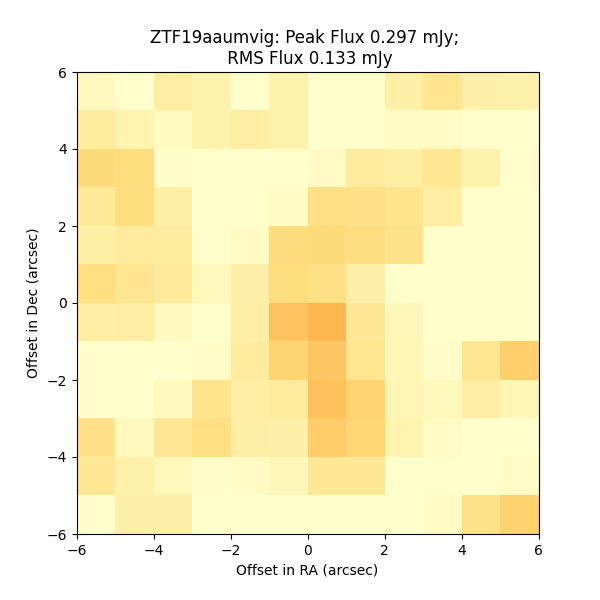 ZTF19aaumvig: Peak Flux 0.297 mJy;
RMS Flux 0.133 mJy
6
4
2
0
−2
−4
−6
Offset in Dec (arcsec)
−6 −4 −2 0 2 4 6
Offset in RA (arcsec)